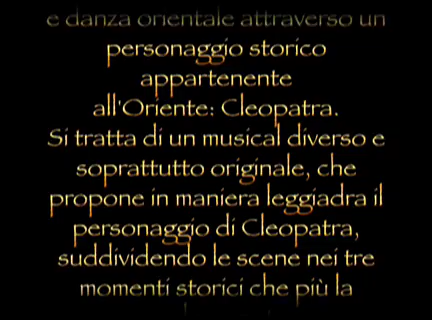 e danza orientale attraverso un
personaggio storico
appartenente
all'Oriente: Cleopatra.
Si tratta di un musical diverso e
soprattutto originale, che
propone in maniera leggiadra il
personaggio di Cleopatra,
suddividendo le scene nei tre
momenti storici che più la